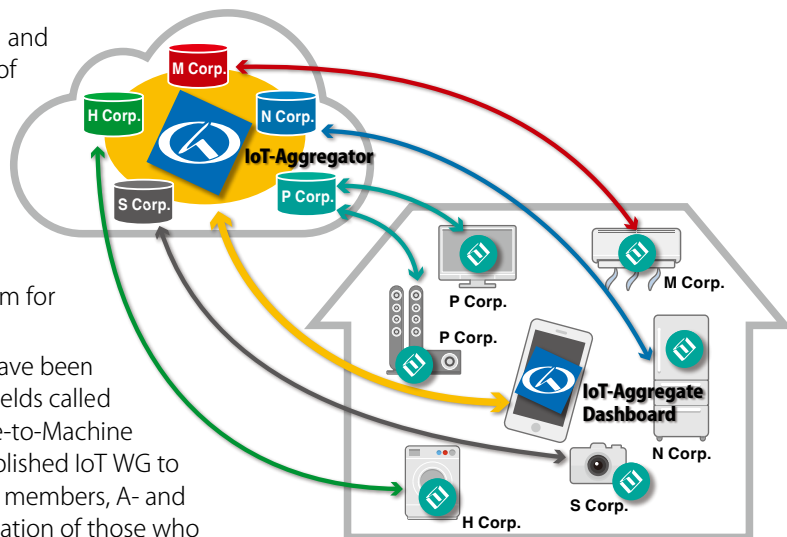 and
of
m for
ave been
elds called
e-to-Machine
blished IoT WG to
members, A- and
ation of those who
M Corp.
H Corp.
N Corp.
IoT-Aggregator
S Corp.
P Corp.
P Corp.
M Corp.
P Corp.
IoT-Aggregate
Dashboard
N Corp.
S Corp.
H Corp.